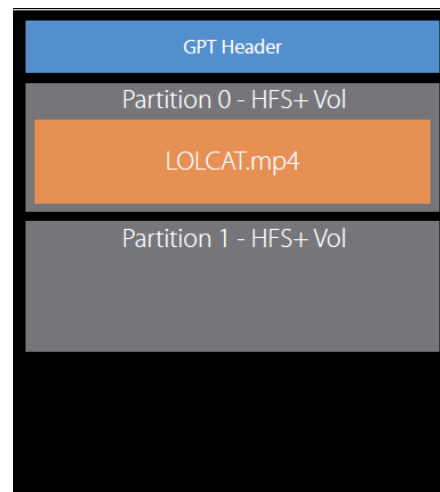 GPT Header
Partition 0 - HFS+ Vol
LOLCAT.mp4
Partition 1 - HFS+ Vol